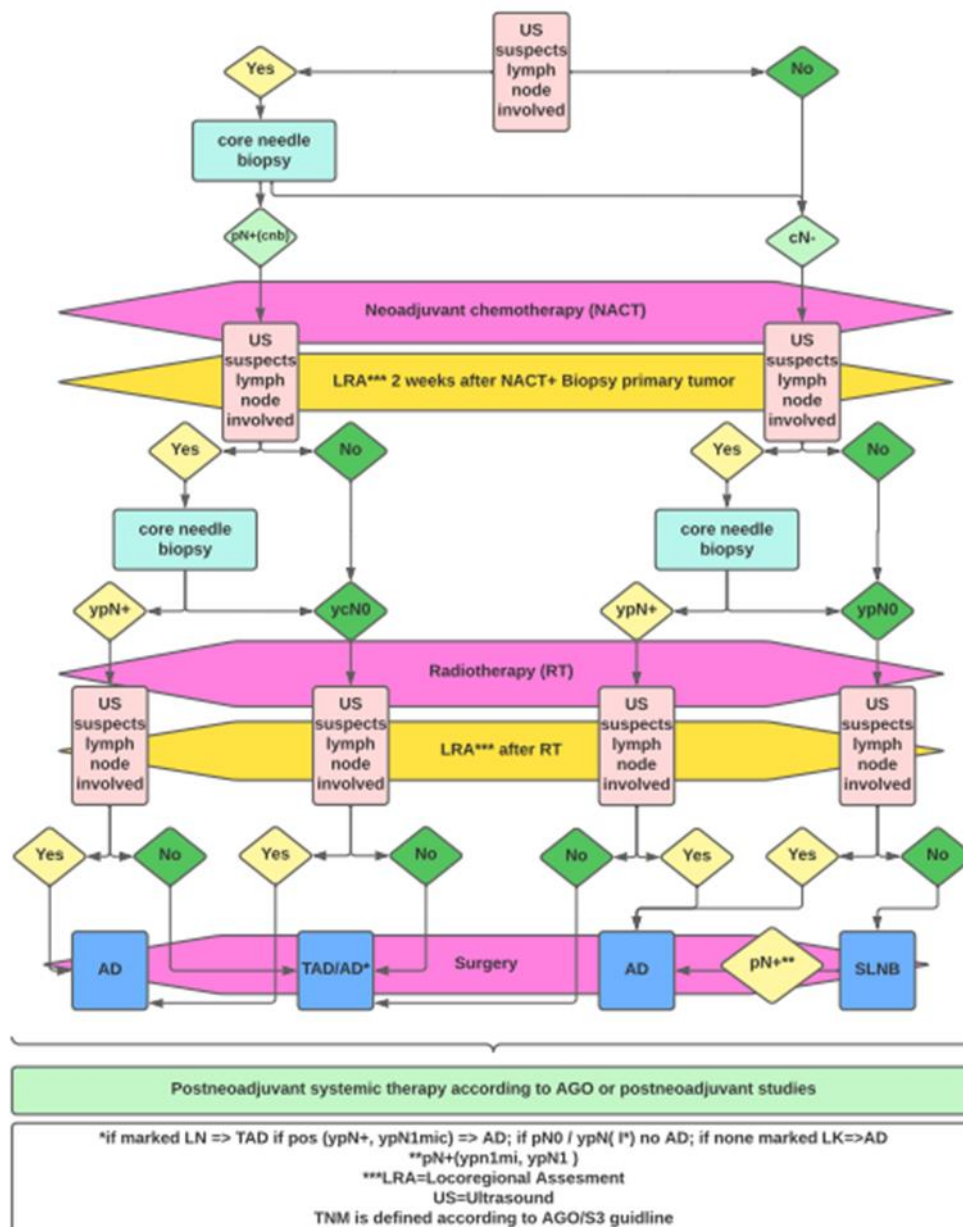 US
suspects
lymph
node
involved
Yes
No
core needle
biopsy
pN+(cnb)
cN-
Neoadjuvant chemotherapy (NACT)
US
suspects
lymph
node
involved
US
suspects
lymph
node
involved
LRA*** 2 weeks after NACT+ Biopsy primary tumor
Yes
No
Yes
No
core needle
biopsy
core needle
biopsy
ypN+
ycN0
ypN+
ypN0
Radiotherapy (RT)
US
suspects
lymph
node
involved
US
suspects
lymph
node
involved
US
suspects
lymph
node
involved
US
suspects
lymph
node
involved
LRA*** after RT
Yes
No
Yes
No
No
Yes
Yes
No
AD
TAD/AD*
Surgery
AD
pN+**
SLNB
Postneoadjuvant systemic therapy according to AGO or postneoadjuvant studies
*if marked LN => TAD if pos (ypN+, ypN1mic) => AD; if pN0 / ypN( I*) no AD; if none marked LK=>AD
**pN+(ypn1mi, ypN1 )
***LRA=Locoregional Assesment
US=Ultrasound
TNM is defined according to AGO/S3 guidline